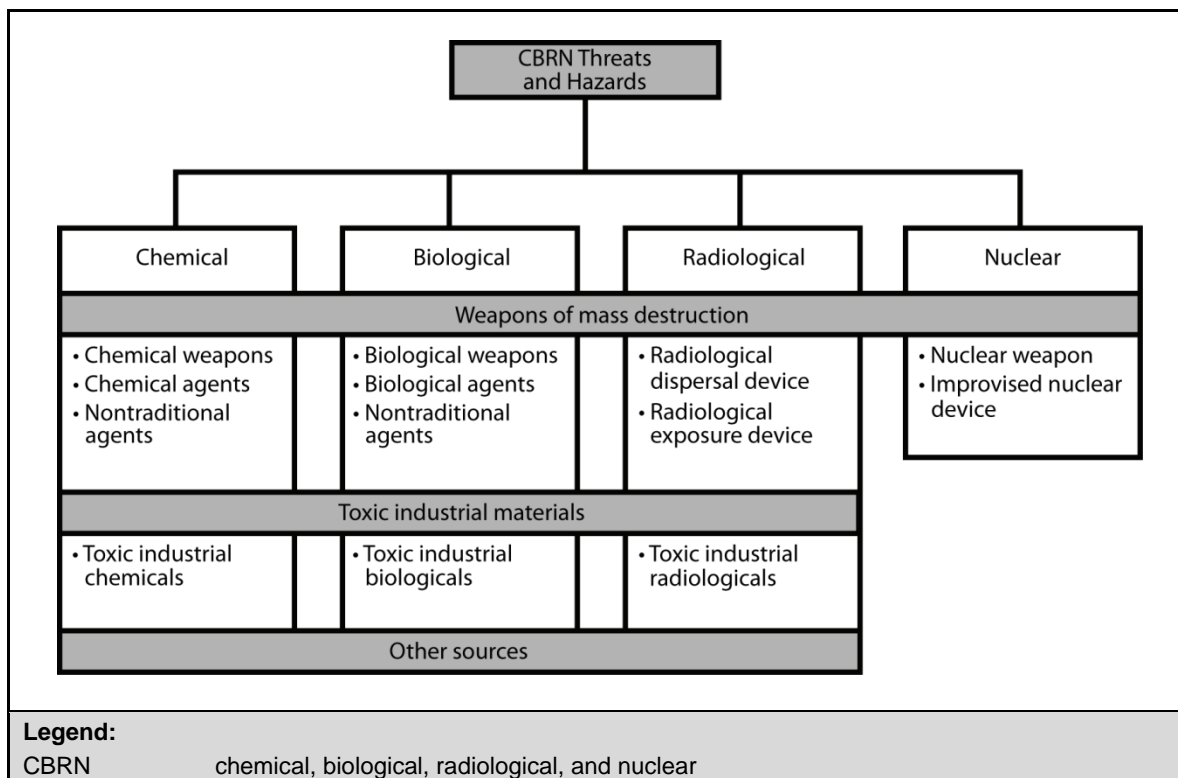 CBRN Threats
and Hazards
Chemical
Biological
Radiological
Nuclear
Weapons of mass destruction
• Chemical weapons
• Chemical agents
• Nontraditional
agents
• Biological weapons
• Biological agents
• Nontraditional
agents
• Radiological
dispersal device
• Radiological
exposure device
• Nuclear weapon
• Improvised nuclear
device
Toxic industrial materials
• Toxic industrial
chemicals
• Toxic industrial
biologicals
• Toxic industrial
radiologicals
Other sources
Legend:
CBRN chemical, biological, radiological, and nuclear